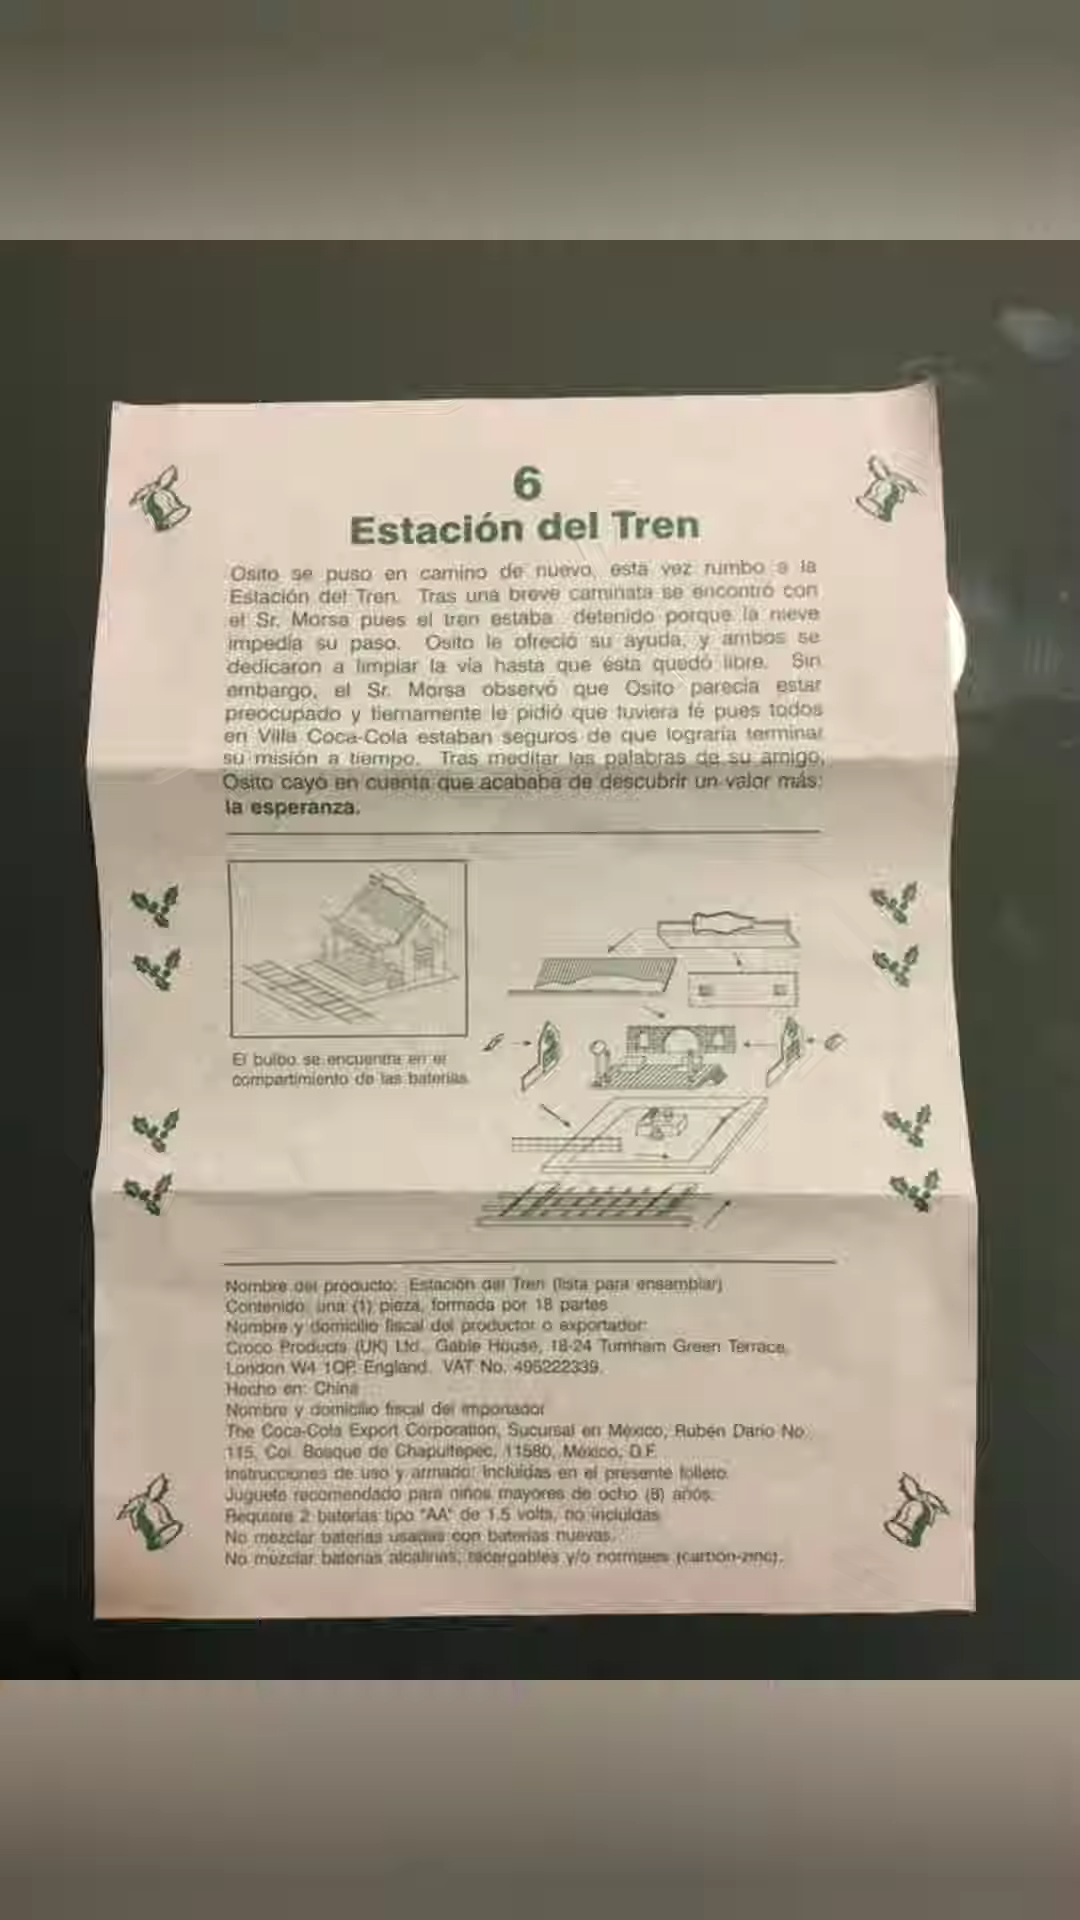 6
Estación del Tren
Osito se puso en camino de nuevo, esta vez rumbo a la
Estación del Tren. Tras una breve caminata se encontró con
el Sr. Morsa pues el tren estaba detenido porque la nieve
impedía su paso. Osito le ofreció su ayuda, y ambos se
dedicaron a limpiar la vía hasta que ésta quedó libre. Sin
embargo, el Sr. Morsa observó que Osito parecía estar
preocupado y tiernamente le pidió que tuviera fé pues todos
en Villa Coca-Cola estaban seguros de que lograría terminar
su misión a tiempo. Tras meditar las palabras de su amigo,
Osito cayó en cuenta que acababa de descubrir un valor más:
la esperanza.
El bulbo se encuentra en el
compartimiento de las baterías
Nombre del producto: Estación del Tren (lista para ensamblar)
Contenido: una (1) pieza, formada por 18 partes
Nombre y domicilio fiscal del productor o exportador:
Croco Products (UK) Ltd., Gable House, 18-24 Turnham Green Terrace,
London W4 1QP, England. VAT No. 495222339.
Hecho en: China
Nombre y domicilio fiscal del importador
The Coca-Cola Export Corporation, Sucursal en México, Rubén Darío No.
115, Col. Bosque de Chapultepec, 11580, México, D.F.
Instrucciones de uso y armado: Incluidas en el presente folleto.
Juguete recomendado para niños mayores de ocho (8) años.
Requiere 2 baterías tipo "AA" de 1.5 volts, no incluidas
No mezclar baterías usadas con baterías nuevas.
No mezclar baterías alcalinas, recargables y/o normales (carbón-zinc).